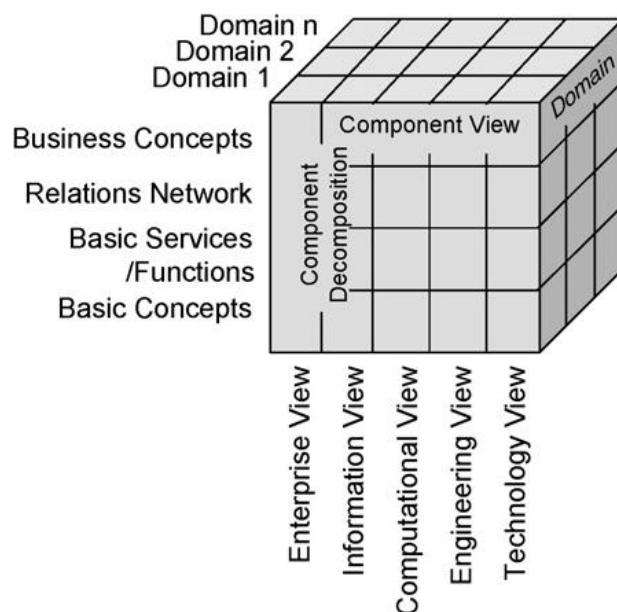 Domain n
Domain 2
Domain 1
Domain
Component View
Business Concepts
Relations Network
Basic Services
/Functions
Basic Concepts
Component
Decomposition
Enterprise View
Information View
Computational View
Engineering View
Technology View